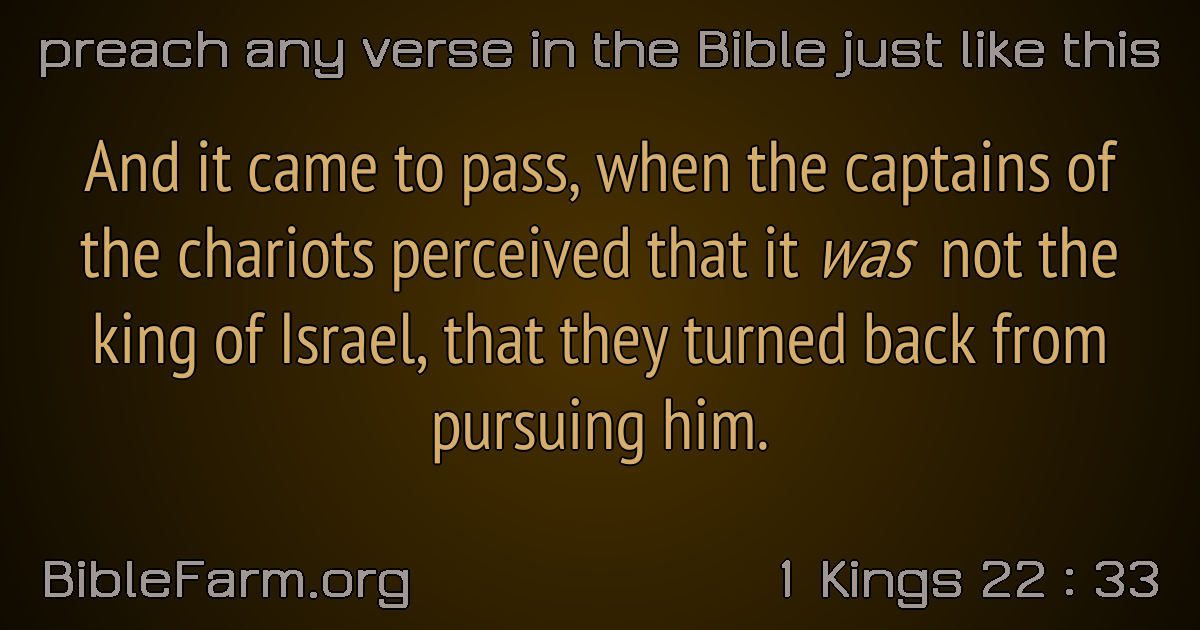 preach any verse in the Bible just like this
And it came to pass, when the captains of
the chariots perceived that it was not the
king of Israel, that they turned back from
pursuing him.
BibleFarm.org
1 Kings 22 : 33